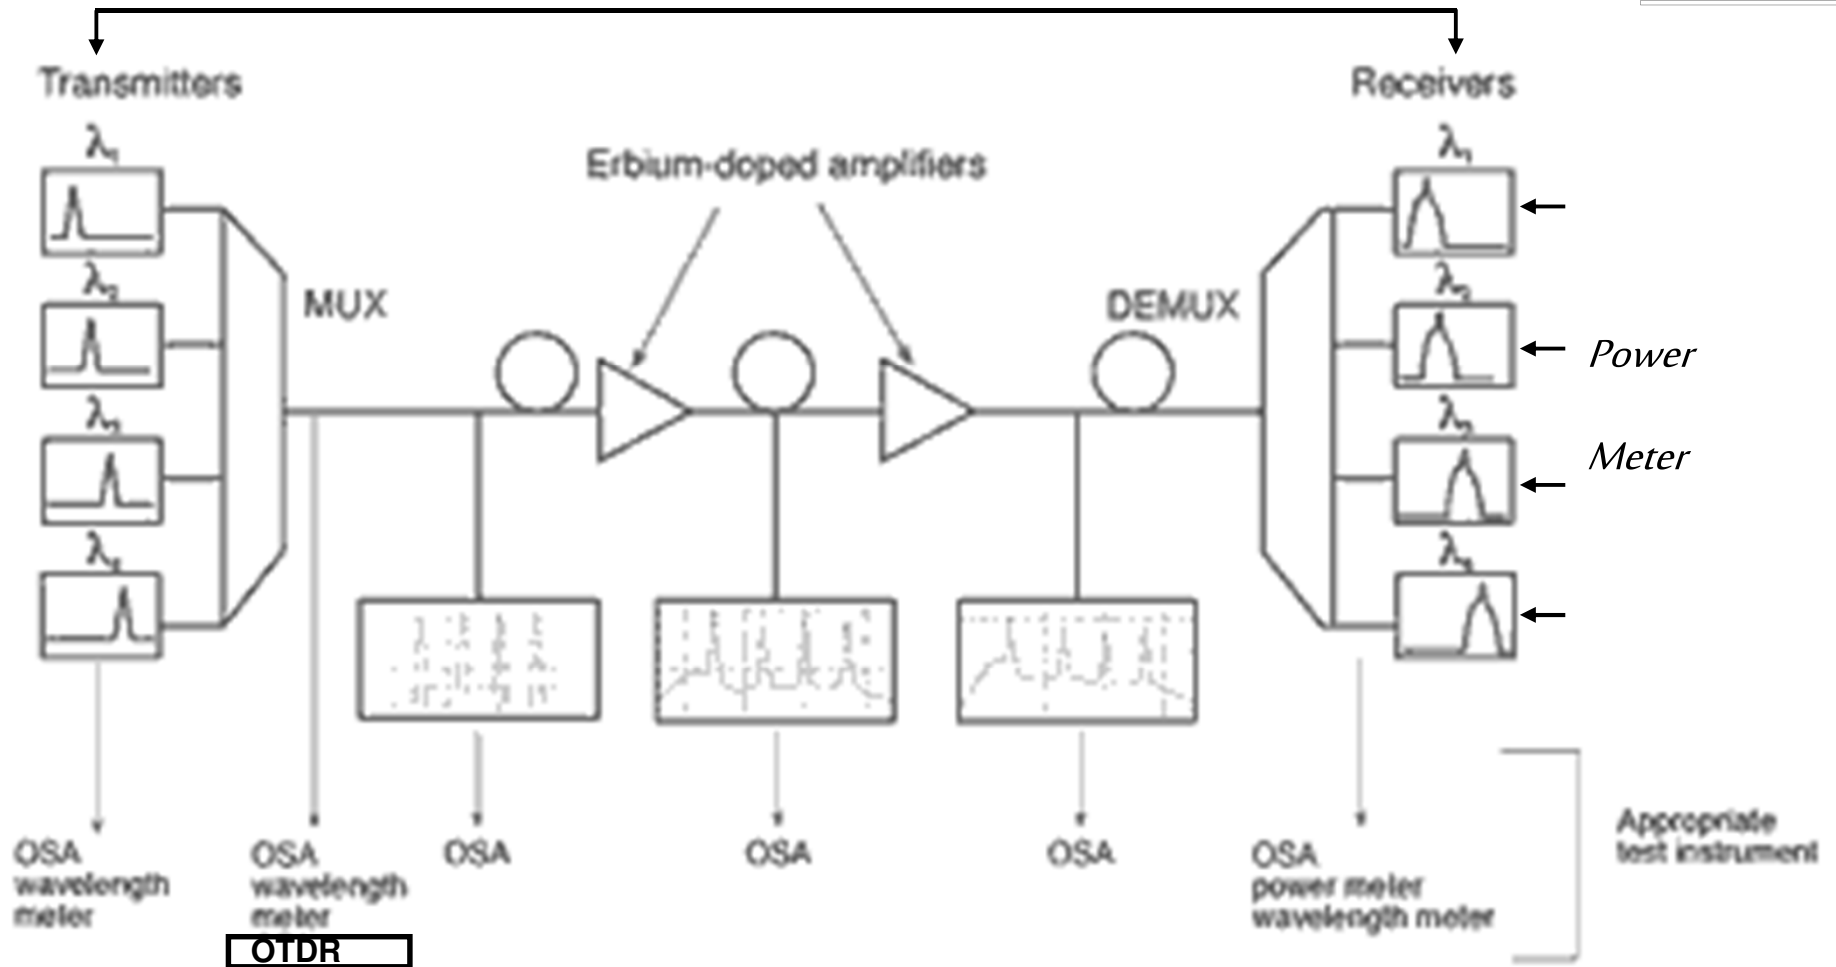 Transmitters
Receivers
λ1
λ1
Erbium-doped amplifiers
λ2
λ2
MUX
DEMUX
Power
λ3
λ3
Meter
λ4
λ4
OSA
wavelength
meter
OSA
wavelength
meter
OTDR
OSA
OSA
OSA
OSA
power meter
wavelength meter
Appropriate
test instrument